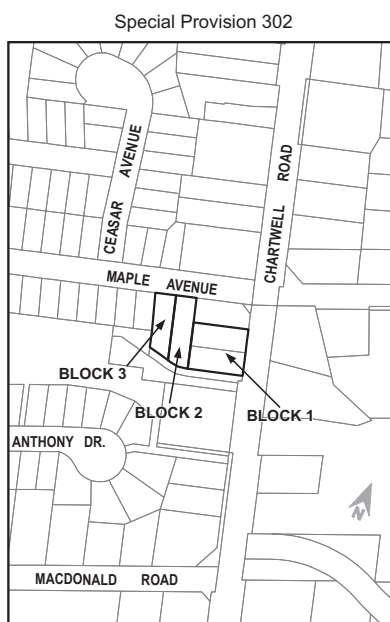 Special Provision 302
CEASAR AVENUE
CHARTWELL ROAD
MAPLE AVENUE
BLOCK 3
BLOCK 2
BLOCK 1
ANTHONY DR.
N
MACDONALD ROAD